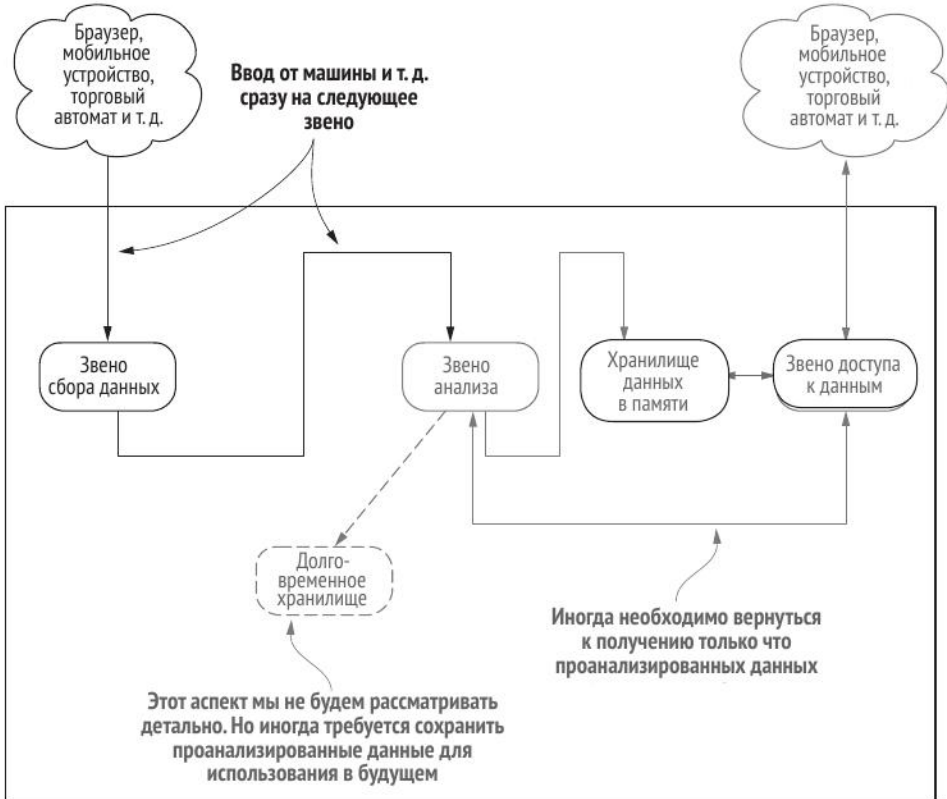 Браузер,
мобильное
устройство,
торговый
автомат и т. д.
Ввод от машины и т. д.
сразу на следующее
звено
Браузер,
мобильное
устройство,
торговый
автомат и т. д.
Звено
сбора данных
Звено
анализа
Хранилище
данных
в памяти
Звено доступа
к данным
Долго-
временное
хранилище
Иногда необходимо вернуться
к получению только что
проанализированных данных
Этот аспект мы не будем рассматривать
детально. Но иногда требуется сохранить
проанализированные данные для
использования в будущем